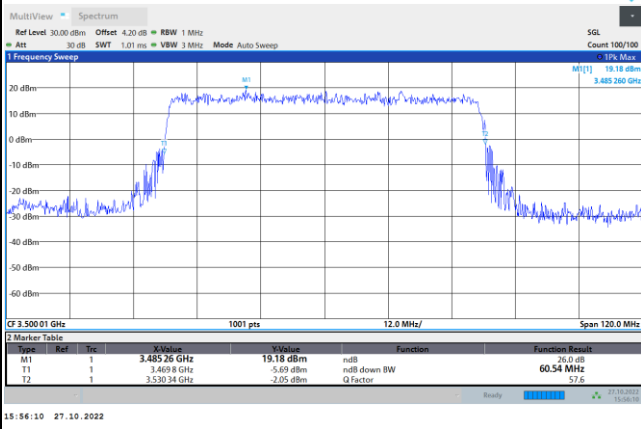 MultiView Spectrum
Ref Level 30.00 dBm Offset 4.20 dB RBW 1 MHz SGL
Att 30 dB SWT 1.01 ms VBW 3 MHz Mode Auto Sweep Count 100/100
1 Frequency Sweep 1Pk Max
M1[1] 19.18 dBm
3.485 260 GHz
M1
20 dBm
10 dBm
0 dBm
T1
T2
-10 dBm
-20 dBm
-30 dBm
-40 dBm
-50 dBm
-60 dBm
CF 3.500 01 GHz 1001 pts 12.0 MHz/ Span 120.0 MHz
2 Marker Table
Type Ref Trc X-Value Y-Value Function Function Result
M1 1 3.485 26 GHz 19.18 dBm ndB 26.0 dB
T1 1 3.469 8 GHz -5.69 dBm ndB down BW 60.54 MHz
T2 1 3.530 34 GHz -2.05 dBm Q Factor 57.6
Ready 27.10.2022
15:56:10
15:56:10 27.10.2022